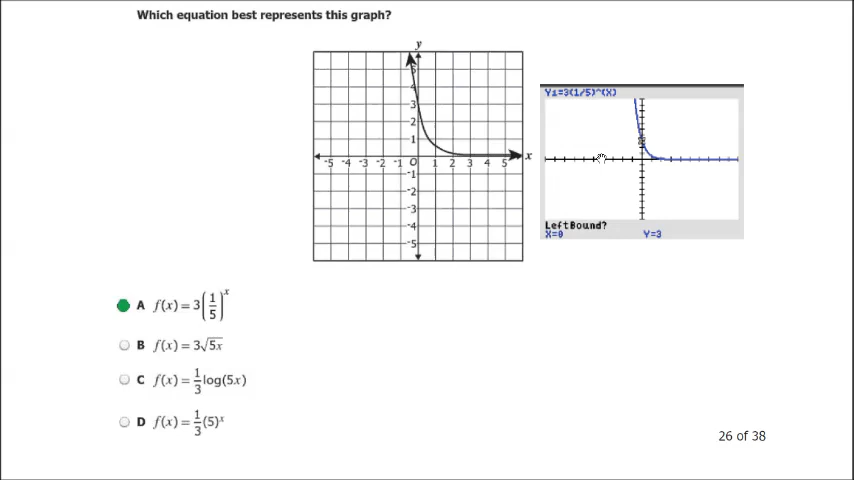 Which equation best represents this graph?
y
5
4
3
2
1
-5 -4 -3 -2 -1 O 1 2 3 4 5 x
-1
-2
-3
-4
-5
Y1=3(1/5)^(X)
LeftBound?
X=0 Y=3
A f(x) = 3(1/5)^x
B f(x) = 3√5x
C f(x) = 1/3 log(5x)
D f(x) = 1/3 (5)^x
26 of 38